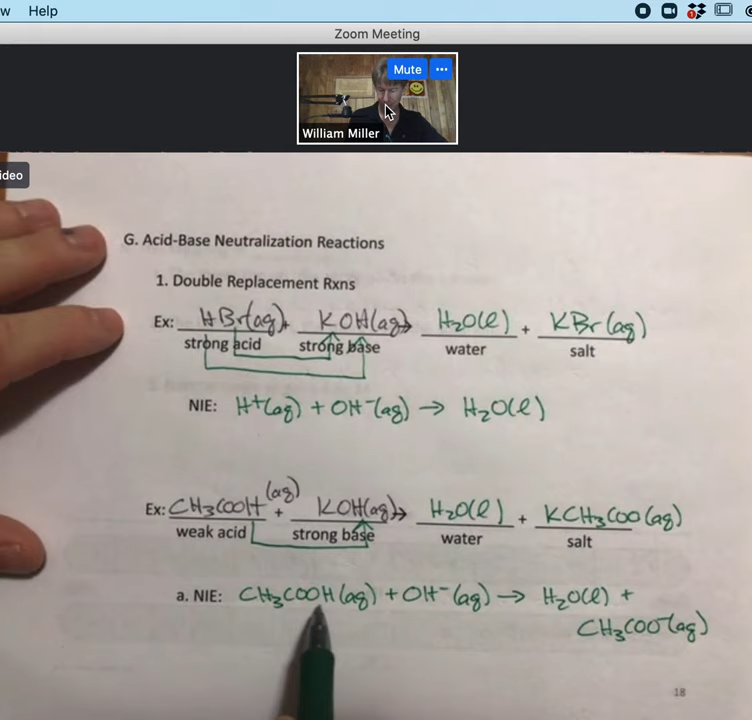 w Help
1
Zoom Meeting
Mute ...
William Miller
ideo
G. Acid-Base Neutralization Reactions
1. Double Replacement Rxns
Ex: HBr(aq) + KOH(aq) → H₂O(l) + KBr(aq)
strong acid strong base water salt
NIE: H⁺(aq) + OH⁻(aq) → H₂O(l)
Ex: CH₃COOH (aq) + KOH(aq) → H₂O(l) + KCH₃COO(aq)
weak acid strong base water salt
a. NIE: CH₃COOH(aq) + OH⁻(aq) → H₂O(l) +
CH₃COO⁻(aq)
18